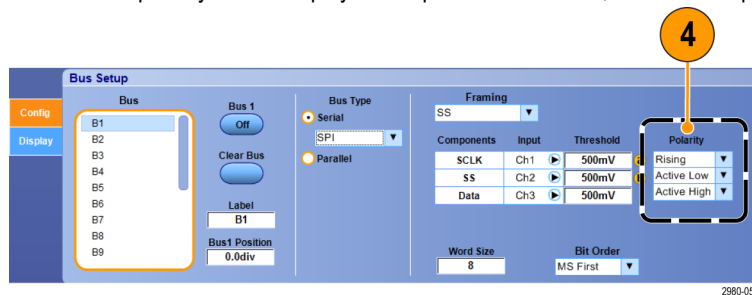 4
Bus Setup
Config
Display
Bus
B1
B2
B3
B4
B5
B6
B7
B8
B9
Bus 1
Off
Clear Bus
Label
B1
Bus1 Position
0.0div
Bus Type
Serial
SPI
Parallel
Framing
SS
Components Input Threshold Polarity
SCLK Ch1 500mV Rising
SS Ch2 500mV Active Low
Data Ch3 500mV Active High
Word Size
8
Bit Order
MS First